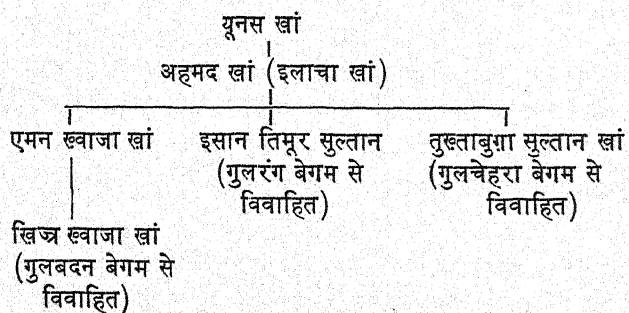 यूनस खां
अहमद खां (इलाचा खां)
एमन ख्वाजा खां
इसान तिमूर सुल्तान
(गुलरंग बेगम से
विवाहित)
तुख्ताबुग़ा सुल्तान खां
(गुलचेहरा बेगम से
विवाहित)
खिज्र ख्वाजा खां
(गुलबदन बेगम से
विवाहित)